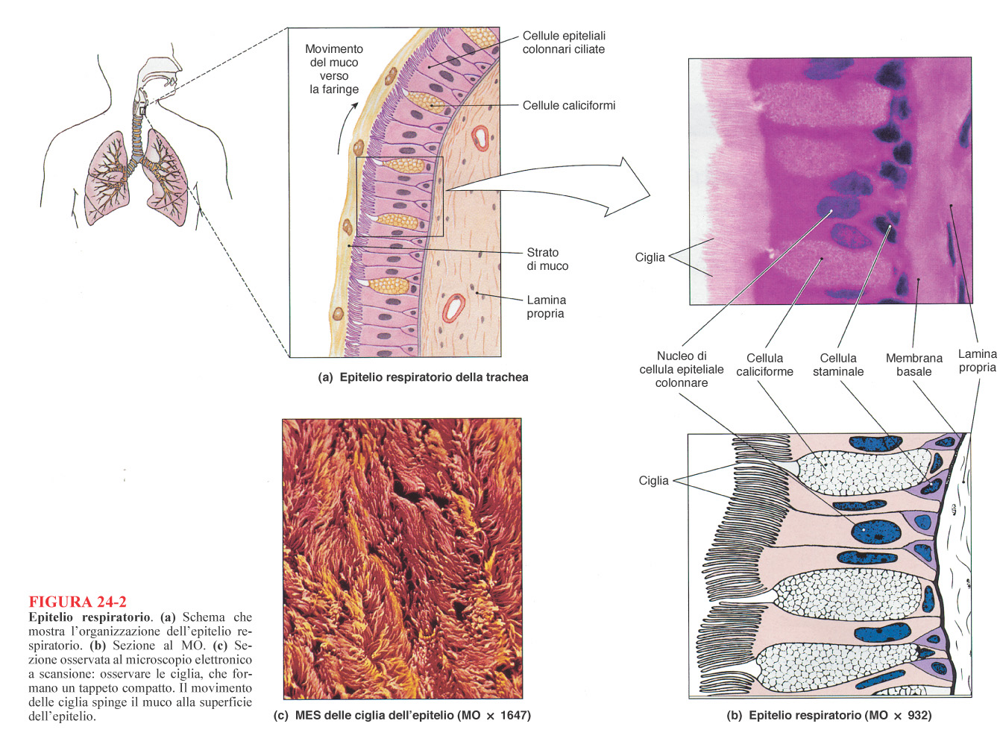 Movimento
del muco
verso
la faringe
Cellule epiteliali
colonnari ciliate
Cellule caliciformi
Strato
di muco
Lamina
propria
(a) Epitelio respiratorio della trachea
Ciglia
Nucleo di
cellula epiteliale
colonnare
Cellula
caliciforme
Cellula
staminale
Membrana
basale
Lamina
propria
Ciglia
(b) Epitelio respiratorio (MO × 932)
(c) MES delle ciglia dell'epitelio (MO × 1647)
FIGURA 24-2
Epitelio respiratorio. (a) Schema che
mostra l'organizzazione dell'epitelio re-
spiratorio. (b) Sezione al MO. (c) Se-
zione osservata al microscopio elettronico
a scansione: osservare le ciglia, che for-
mano un tappeto compatto. Il movimento
delle ciglia spinge il muco alla superficie
dell'epitelio.